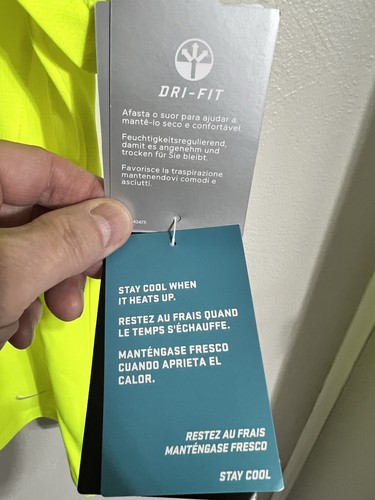 DRI-FIT
Afasta o suor para ajudar a
mantê-lo seco e confortável.
Feuchtigkeitsregulierend,
damit es angenehm und
trocken für Sie bleibt.
Favorisce la traspirazione
mantenendovi comodi e
asciutti.
STAY COOL WHEN
IT HEATS UP.
RESTEZ AU FRAIS QUAND
LE TEMPS S'ÉCHAUFFE.
MANTÉNGASE FRESCO
CUANDO APRIETA EL
CALOR.
RESTEZ AU FRAIS
MANTÉNGASE FRESCO
STAY COOL